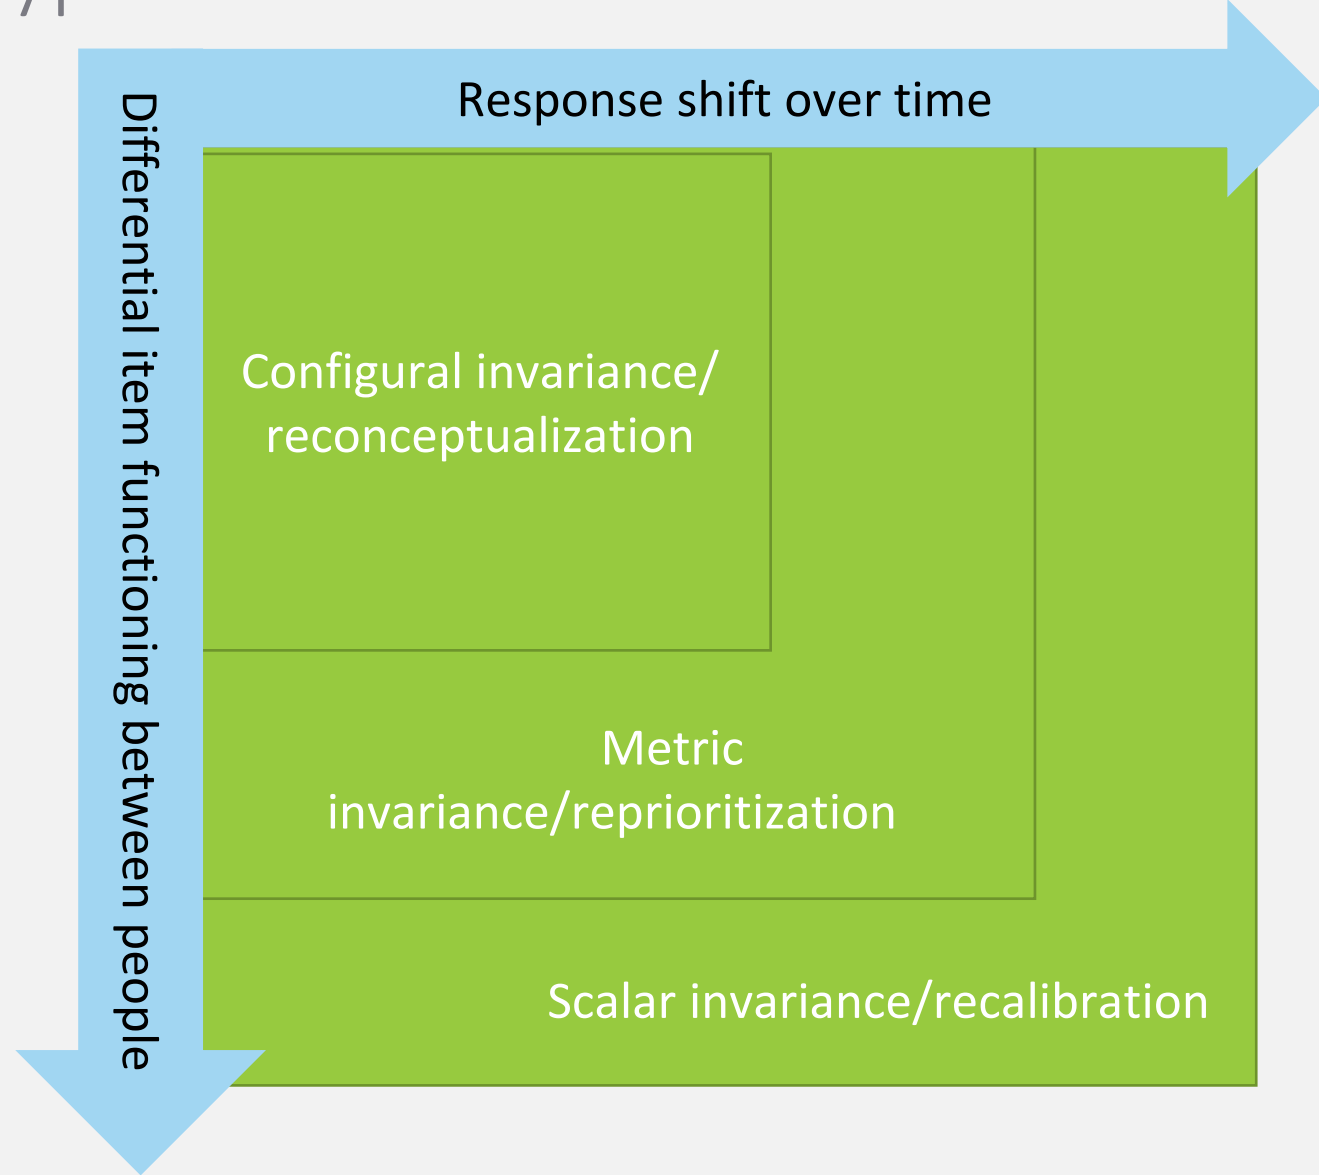 Response shift over time
Differential item functioning between people
Configural invariance/
reconceptualization
Metric
invariance/reprioritization
Scalar invariance/recalibration